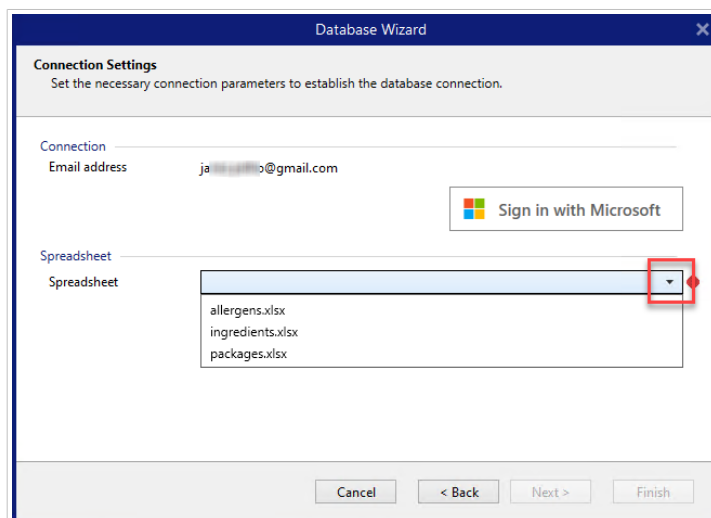 Database Wizard
Connection Settings
Set the necessary connection parameters to establish the database connection.
Connection
Email address
@gmail.com
Sign in with Microsoft
Spreadsheet
Spreadsheet
allergens.xlsx
ingredients.xlsx
packages.xlsx
Cancel
< Back
Next >
Finish